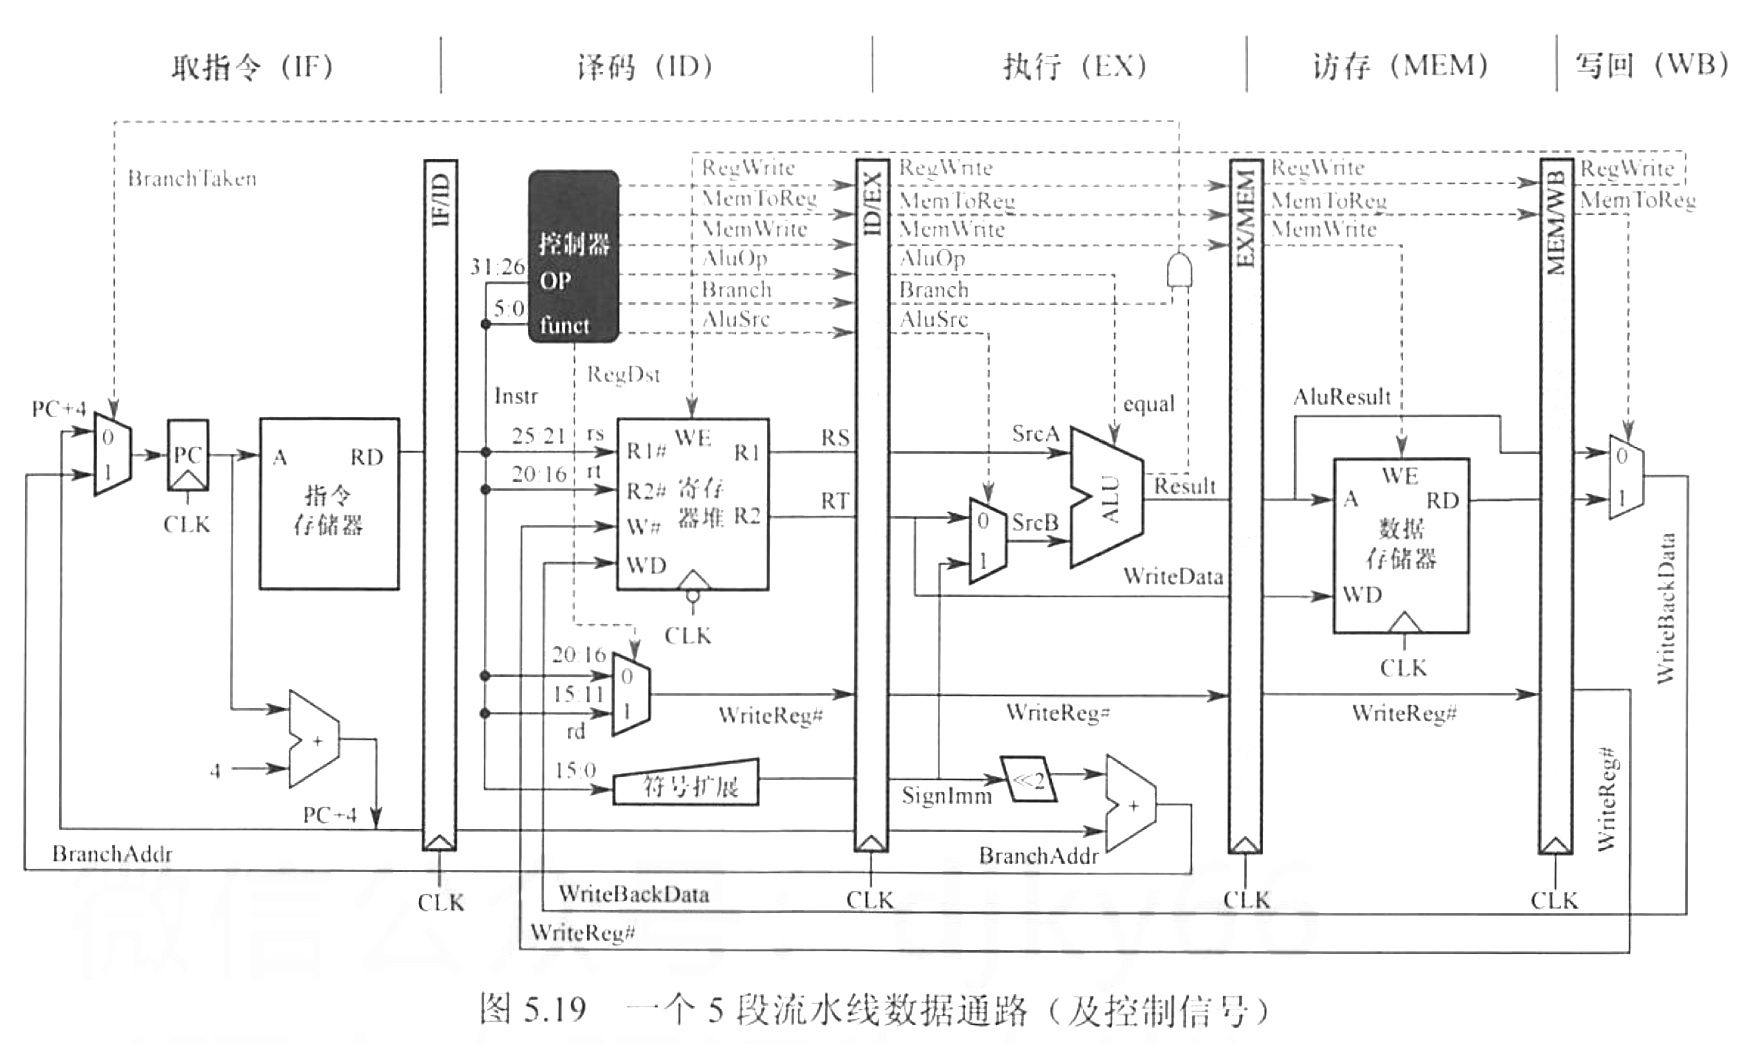 取指令（IF） 译码（ID） 执行（EX） 访存（MEM） 写回（WB）
BranchTaken
IF/ID
控制器
OP
funct
31:26
5:0
RegWrite
MemToReg
MemWrite
AluOp
Branch
AluSrc
RegDst
ID/EX
RegWrite
MemToReg
MemWrite
AluOp
Branch
AluSrc
EX/MEM
RegWrite
MemToReg
MemWrite
MEM/WB
RegWrite
MemToReg
PC+4
0
1
PC
CLK
A RD
指令
存储器
4
+
PC+4
BranchAddr
CLK
Instr
25:21 rs
20:16 rt
R1# WE R1
R2# 寄存
器堆 R2
W#
WD
CLK
20:16
15:11
rd
0
1
WriteReg#
15:0
符号扩展
RS
RT
CLK
SrcA
0
1
SrcB
ALU
equal
Result
WriteData
WriteReg#
SignImm
≪2
+
BranchAddr
CLK
AluResult
WE
A RD
数据
存储器
WD
CLK
WriteReg#
CLK
0
1
WriteBackData
WriteReg#
WriteBackData
WriteReg#
微信公众号：djky66
图 5.19 一个 5 段流水线数据通路（及控制信号）